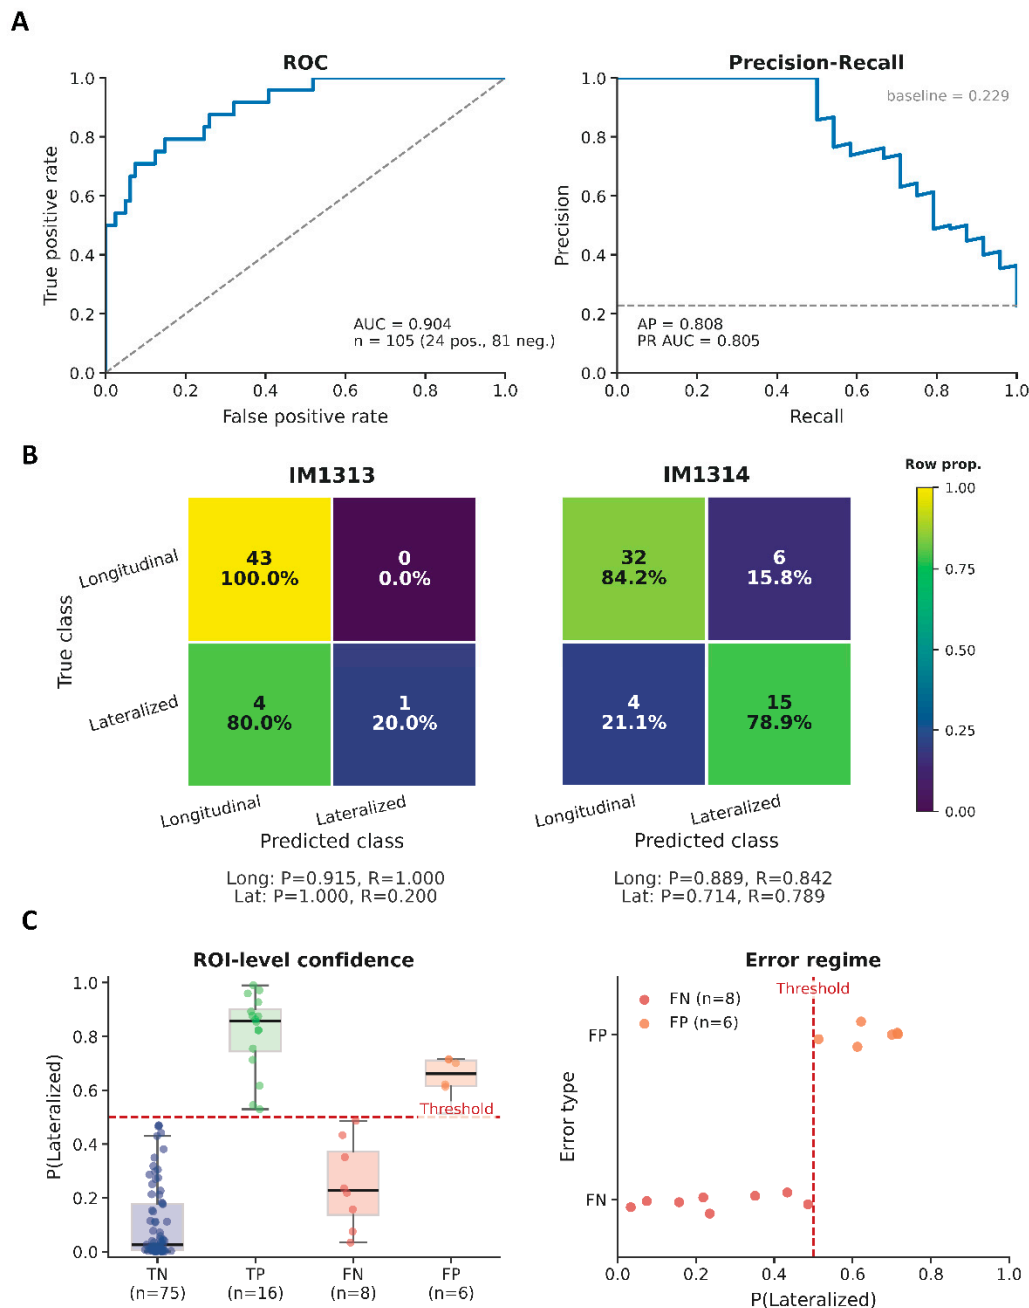 A
ROC
1.0
0.8
0.6
0.4
0.2
0.0
True positive rate
AUC = 0.904
n = 105 (24 pos., 81 neg.)
0.0 0.2 0.4 0.6 0.8 1.0
False positive rate
Precision-Recall
baseline = 0.229
1.0
0.8
0.6
0.4
0.2
0.0
Precision
AP = 0.808
PR AUC = 0.805
0.0 0.2 0.4 0.6 0.8 1.0
Recall
B
IM1313
True class
Longitudinal
43
100.0%
0
0.0%
Lateralized
4
80.0%
1
20.0%
Longitudinal
Lateralized
Predicted class
Long: P=0.915, R=1.000
Lat: P=1.000, R=0.200
IM1314
32
84.2%
6
15.8%
4
21.1%
15
78.9%
Longitudinal
Lateralized
Predicted class
Long: P=0.889, R=0.842
Lat: P=0.714, R=0.789
Row prop.
1.00
0.75
0.50
0.25
0.00
C
ROI-level confidence
1.0
0.8
0.6
0.4
0.2
0.0
P(Lateralized)
Threshold
TN
(n=75)
TP
(n=16)
FN
(n=8)
FP
(n=6)
Error regime
Threshold
FN (n=8)
FP (n=6)
FP
FN
Error type
0.0 0.2 0.4 0.6 0.8 1.0
P(Lateralized)